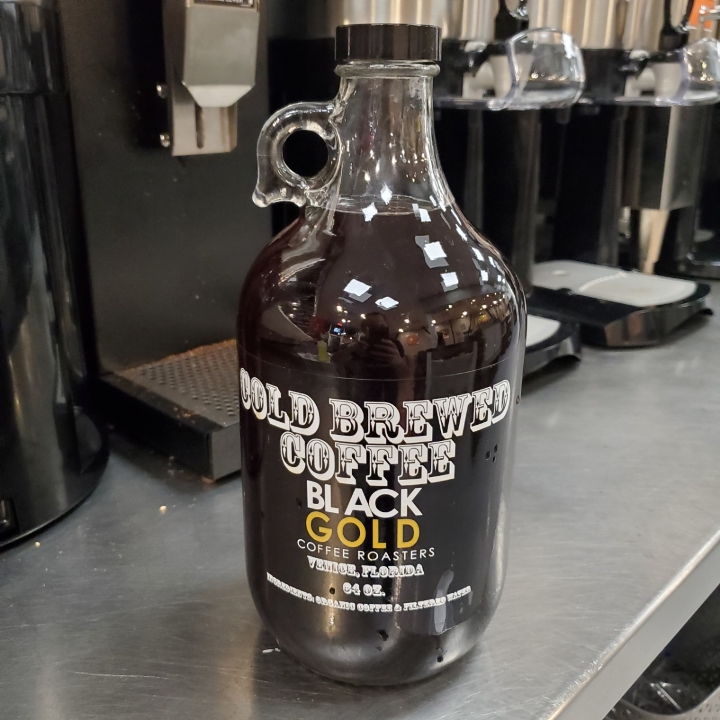 COLD BREWED
COFFEE
BLACK
GOLD
COFFEE ROASTERS
VENICE, FLORIDA
64 OZ.
INGREDIENTS: ORGANIC COFFEE & FILTERED WATER